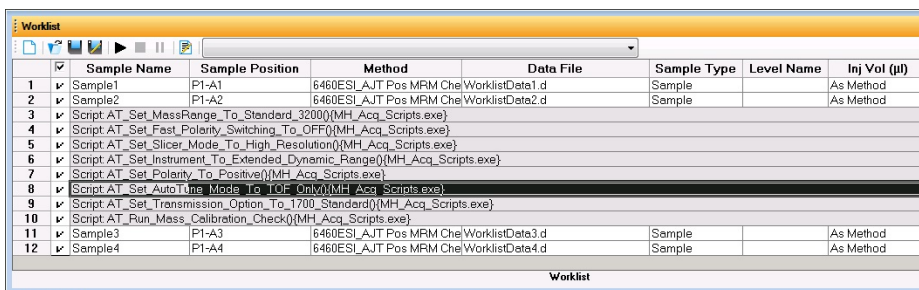 Worklist
Sample Name Sample Position Method Data File Sample Type Level Name Inj Vol (µl)
1 Sample1 P1-A1 6460ESI_AJT Pos MRM Che WorklistData1.d Sample As Method
2 Sample2 P1-A2 6460ESI_AJT Pos MRM Che WorklistData2.d Sample As Method
3 Script: AT_Set_MassRange_To_Standard_3200(){MH_Acq_Scripts.exe}
4 Script: AT_Set_Fast_Polarity_Switching_To_OFF(){MH_Acq_Scripts.exe}
5 Script: AT_Set_Slicer_Mode_To_High_Resolution(){MH_Acq_Scripts.exe}
6 Script: AT_Set_Instrument_To_Extended_Dynamic_Range(){MH_Acq_Scripts.exe}
7 Script: AT_Set_Polarity_To_Positive(){MH_Acq_Scripts.exe}
8 Script: AT_Set_AutoTune_Mode_To_TOF_Only(){MH_Acq_Scripts.exe}
9 Script: AT_Set_Transmission_Option_To_1700_Standard(){MH_Acq_Scripts.exe}
10 Script: AT_Run_Mass_Calibration_Check(){MH_Acq_Scripts.exe}
11 Sample3 P1-A3 6460ESI_AJT Pos MRM Che WorklistData3.d Sample As Method
12 Sample4 P1-A4 6460ESI_AJT Pos MRM Che WorklistData4.d Sample As Method
Worklist